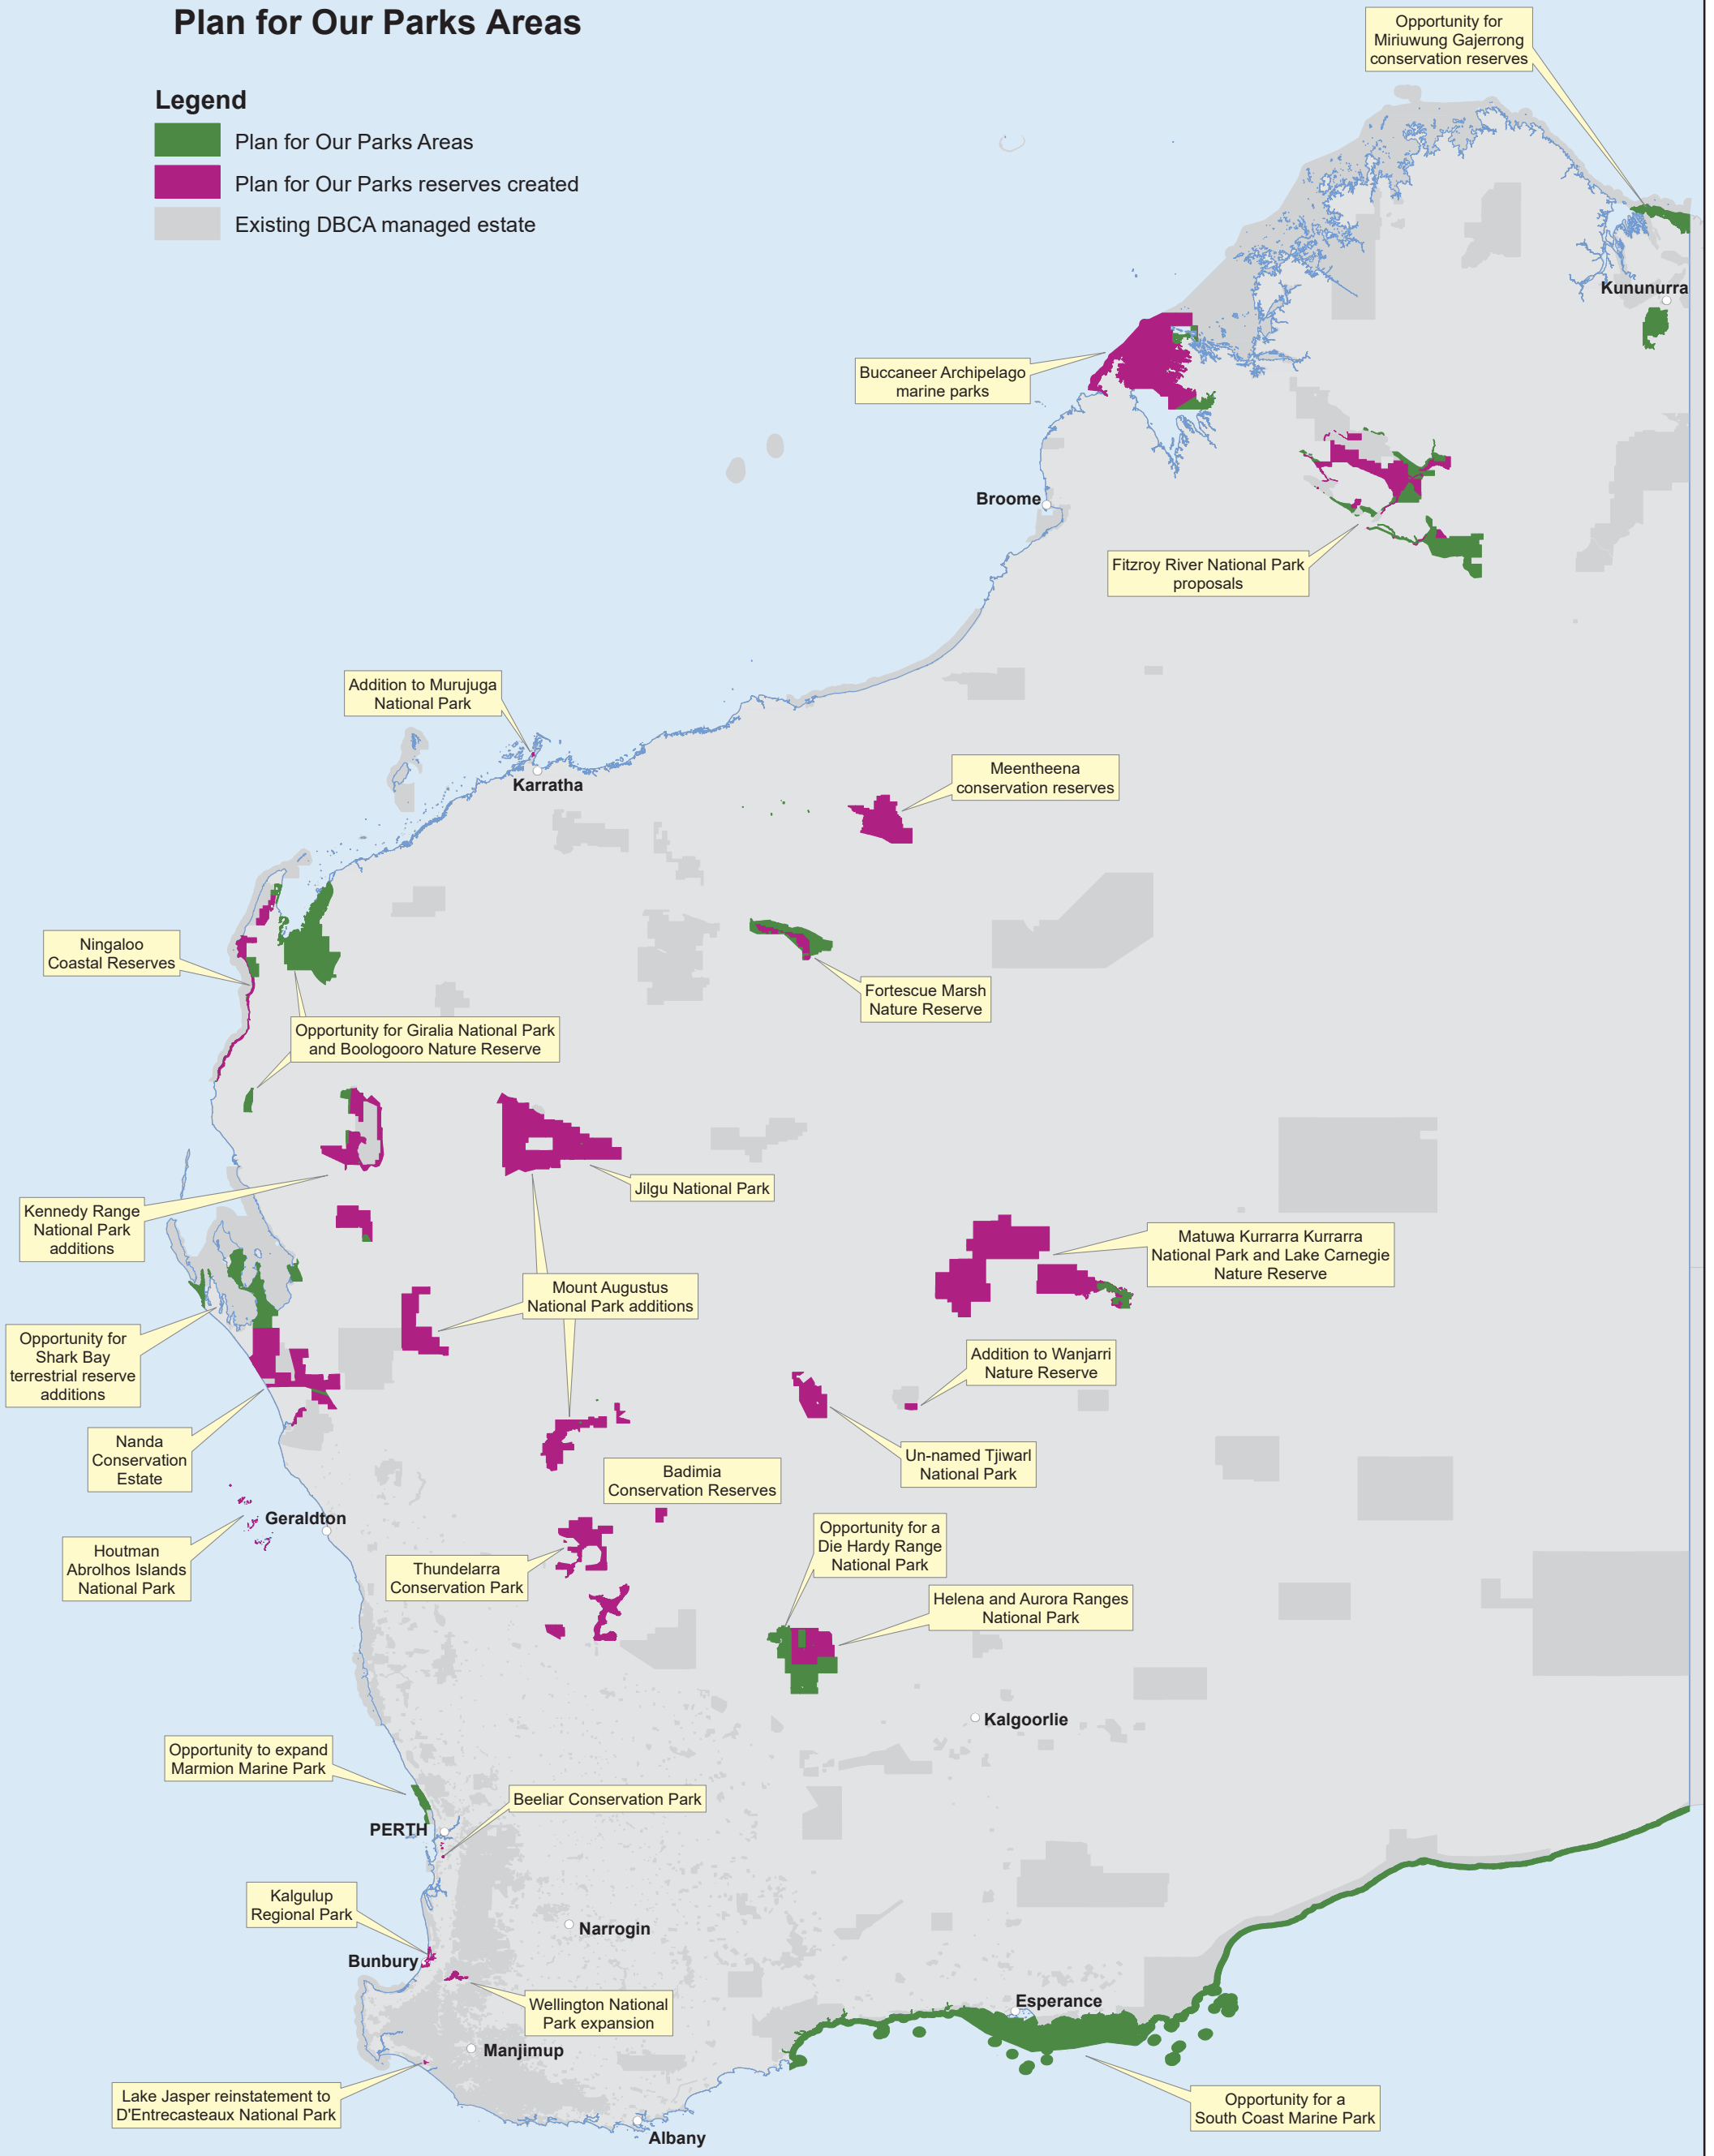 Plan for Our Parks Areas
Legend
Plan for Our Parks Areas
Plan for Our Parks reserves created
Existing DBCA managed estate
Opportunity for
Miriuwung Gajerrong
conservation reserves
Kununurra
Buccaneer Archipelago
marine parks
Broome
Fitzroy River National Park
proposals
Addition to Murujuga
National Park
Karratha
Meentheena
conservation reserves
Ningaloo
Coastal Reserves
Fortescue Marsh
Nature Reserve
Opportunity for Giralia National Park
and Boologooro Nature Reserve
Jilgu National Park
Kennedy Range
National Park
additions
Matuwa Kurrarra Kurrarra
National Park and Lake Carnegie
Nature Reserve
Mount Augustus
National Park additions
Opportunity for
Shark Bay
terrestrial reserve
additions
Addition to Wanjarri
Nature Reserve
Nanda
Conservation
Estate
Un-named Tjiwarl
National Park
Badimia
Conservation Reserves
Geraldton
Houtman
Abrolhos Islands
National Park
Thundelarra
Conservation Park
Opportunity for a
Die Hardy Range
National Park
Helena and Aurora Ranges
National Park
Kalgoorlie
Opportunity to expand
Marmion Marine Park
Beeliar Conservation Park
PERTH
Kalgulup
Regional Park
Narrogin
Bunbury
Wellington National
Park expansion
Esperance
Manjimup
Lake Jasper reinstatement to
D'Entrecasteaux National Park
Opportunity for a
South Coast Marine Park
Albany